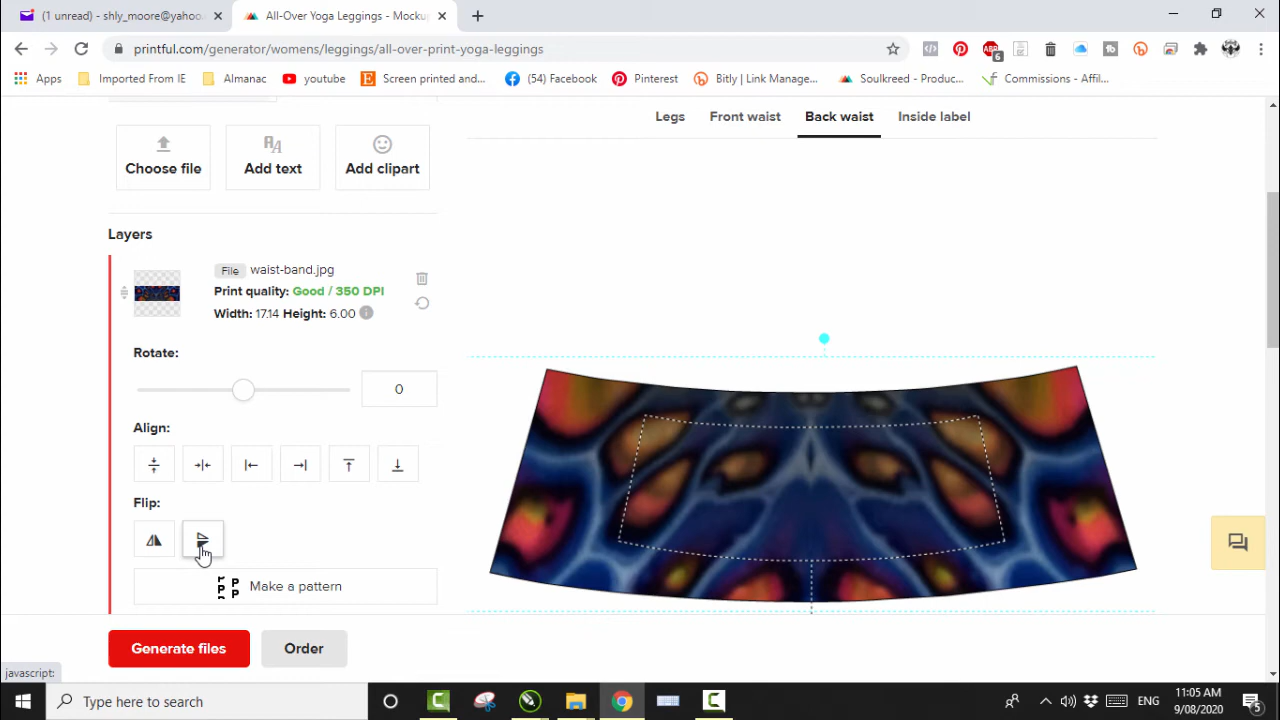 (1 unread) - shly_moore@yahoo.
All-Over Yoga Leggings - Mocku
printful.com/generator/womens/leggings/all-over-print-yoga-leggings
6
Apps
Imported From IE
Almanac
youtube
Screen printed and...
(54) Facebook
Pinterest
Bitly | Link Manage...
Soulkreed - Produc...
Commissions - Affil...
Legs
Front waist
Back waist
Inside label
Choose file
Add text
Add clipart
Layers
File waist-band.jpg
Print quality: Good / 350 DPI
Width: 17.14 Height: 6.00
Rotate:
0
Align:
Flip:
Make a pattern
Generate files
Order
javascript:
Type here to search
ENG
11:05 AM
9/08/2020
5